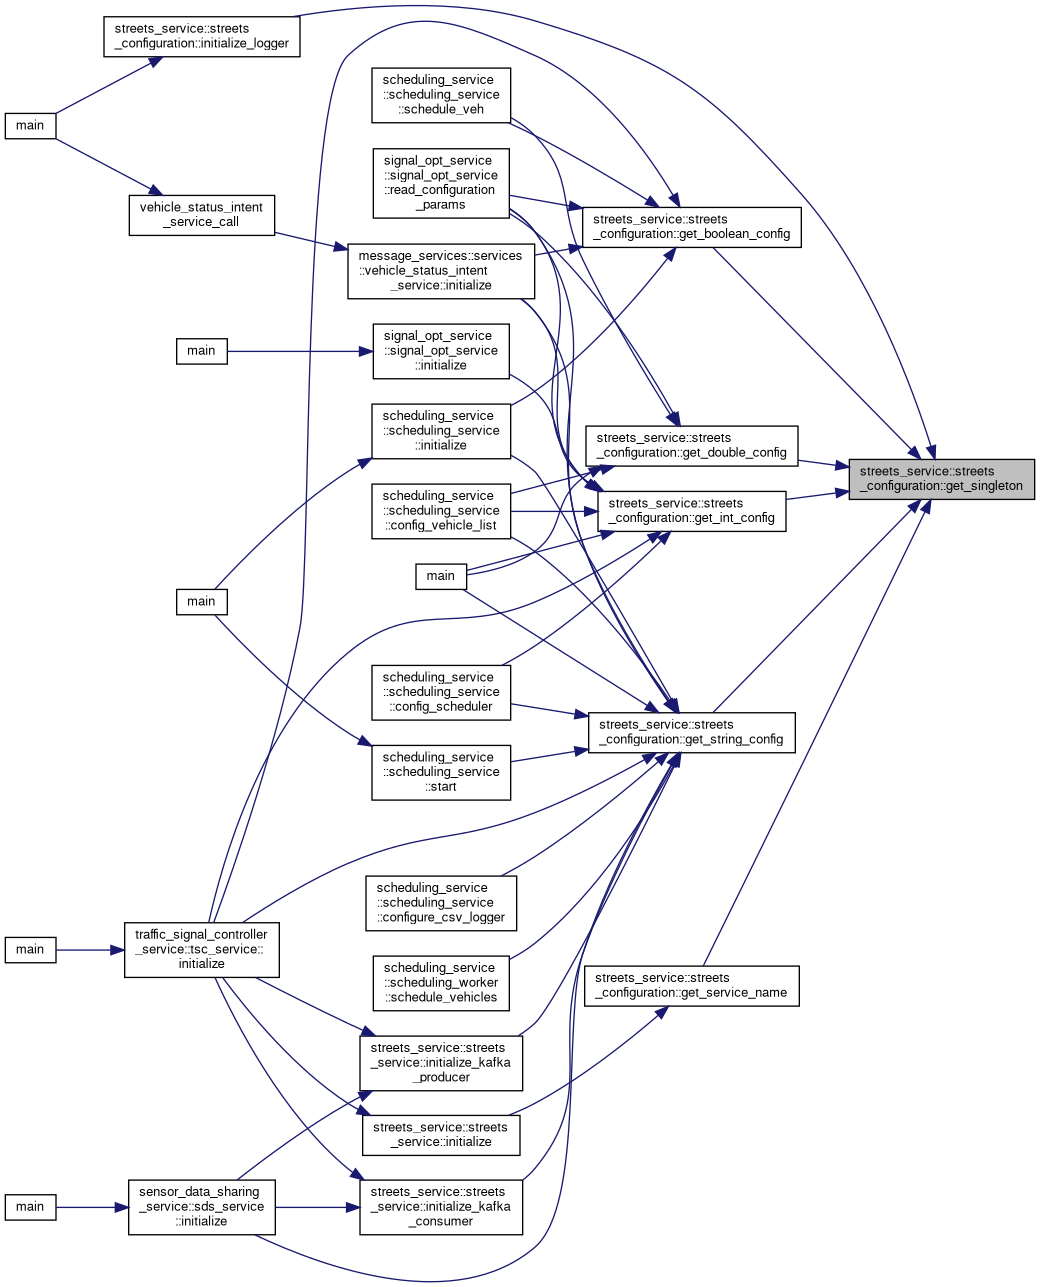 streets_service::streets
_configuration::initialize_logger
scheduling_service
::scheduling_service
::schedule_veh
main
signal_opt_service
::signal_opt_service
::read_configuration
_params
vehicle_status_intent
_service_call
streets_service::streets
_configuration::get_boolean_config
message_services::services
::vehicle_status_intent
_service::initialize
signal_opt_service
::signal_opt_service
::initialize
main
scheduling_service
::scheduling_service
::initialize
streets_service::streets
_configuration::get_double_config
streets_service::streets
_configuration::get_singleton
scheduling_service
::scheduling_service
::config_vehicle_list
streets_service::streets
_configuration::get_int_config
main
main
scheduling_service
::scheduling_service
::config_scheduler
streets_service::streets
_configuration::get_string_config
scheduling_service
::scheduling_service
::start
scheduling_service
::scheduling_service
::configure_csv_logger
traffic_signal_controller
_service::tsc_service::
initialize
main
scheduling_service
::scheduling_worker
::schedule_vehicles
streets_service::streets
_configuration::get_service_name
streets_service::streets
_service::initialize_kafka
_producer
streets_service::streets
_service::initialize
sensor_data_sharing
_service::sds_service
::initialize
main
streets_service::streets
_service::initialize_kafka
_consumer